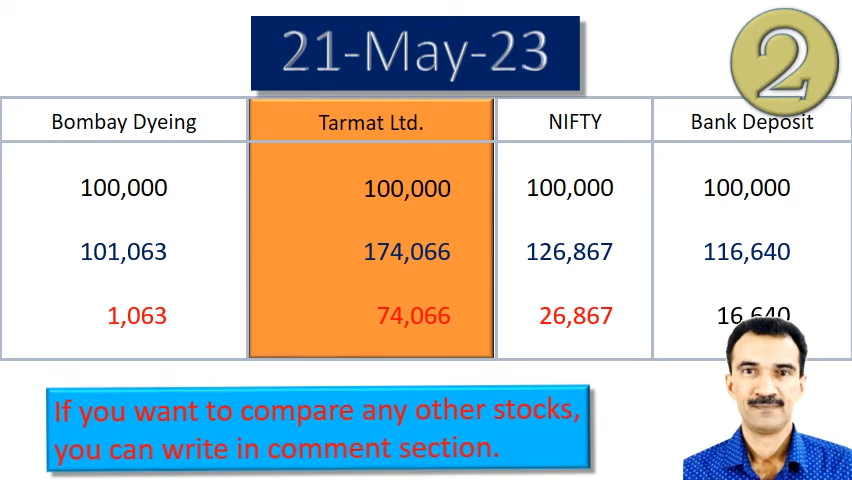 21-May-23
2
Bombay Dyeing Tarmat Ltd. NIFTY Bank Deposit
100,000 100,000 100,000 100,000
101,063 174,066 126,867 116,640
1,063 74,066 26,867 16,640
If you want to compare any other stocks,
you can write in comment section.